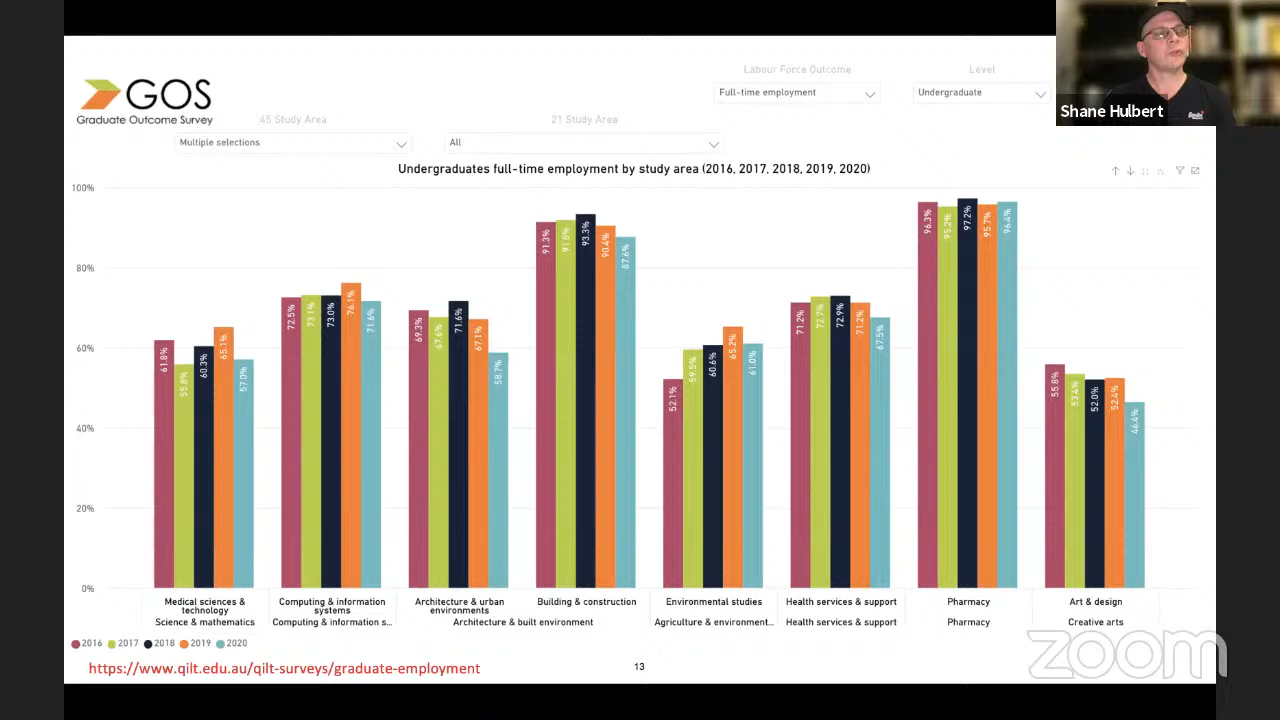 GOS
Graduate Outcome Survey
Labour Force Outcome
Level
Full-time employment
Undergraduate
Shane Hulbert
45 Study Area
21 Study Area
Multiple selections
All
Undergraduates full-time employment by study area (2016, 2017, 2018, 2019, 2020)
100%
80%
60%
40%
20%
0%
61.8% 55.8% 60.3% 65.1% 57.0%
72.5% 73.1% 73.0% 76.1% 71.6%
69.3% 67.6% 71.6% 67.1% 58.7%
91.3% 91.8% 93.3% 90.4% 87.6%
52.1% 59.5% 60.6% 65.2% 61.0%
71.2% 72.7% 72.9% 71.2% 67.5%
96.3% 95.2% 97.2% 95.7% 96.4%
55.8% 53.4% 52.0% 52.4% 46.4%
Medical sciences &
technology
Computing & information
systems
Architecture & urban
environments
Building & construction
Environmental studies
Health services & support
Pharmacy
Art & design
Science & mathematics
Computing & information s...
Architecture & built environment
Agriculture & environment...
Health services & support
Pharmacy
Creative arts
2016 2017 2018 2019 2020
https://www.qilt.edu.au/qilt-surveys/graduate-employment
13
zoom